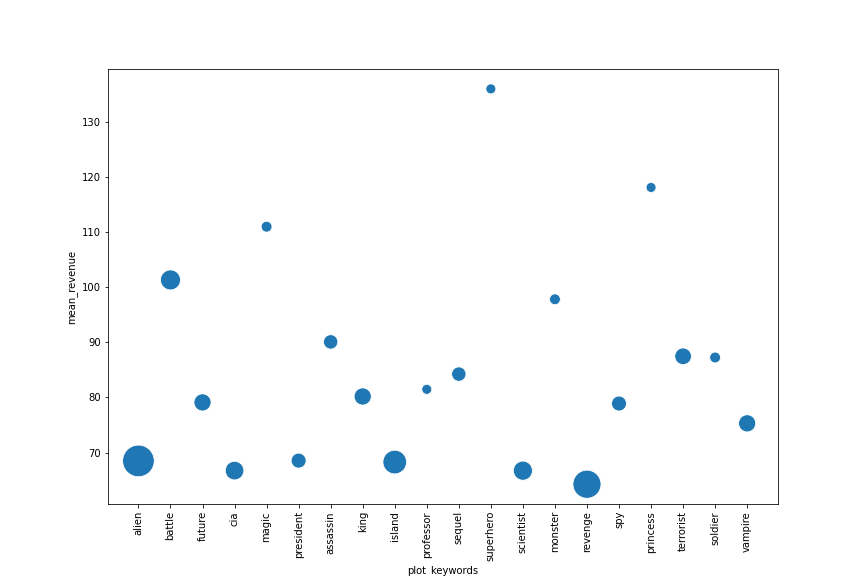 130
120
110
100
90
80
70
mean_revenue
alien
battle
future
cia
magic
president
assassin
king
island
professor
sequel
superhero
scientist
monster
revenge
spy
princess
terrorist
soldier
vampire
plot_keywords